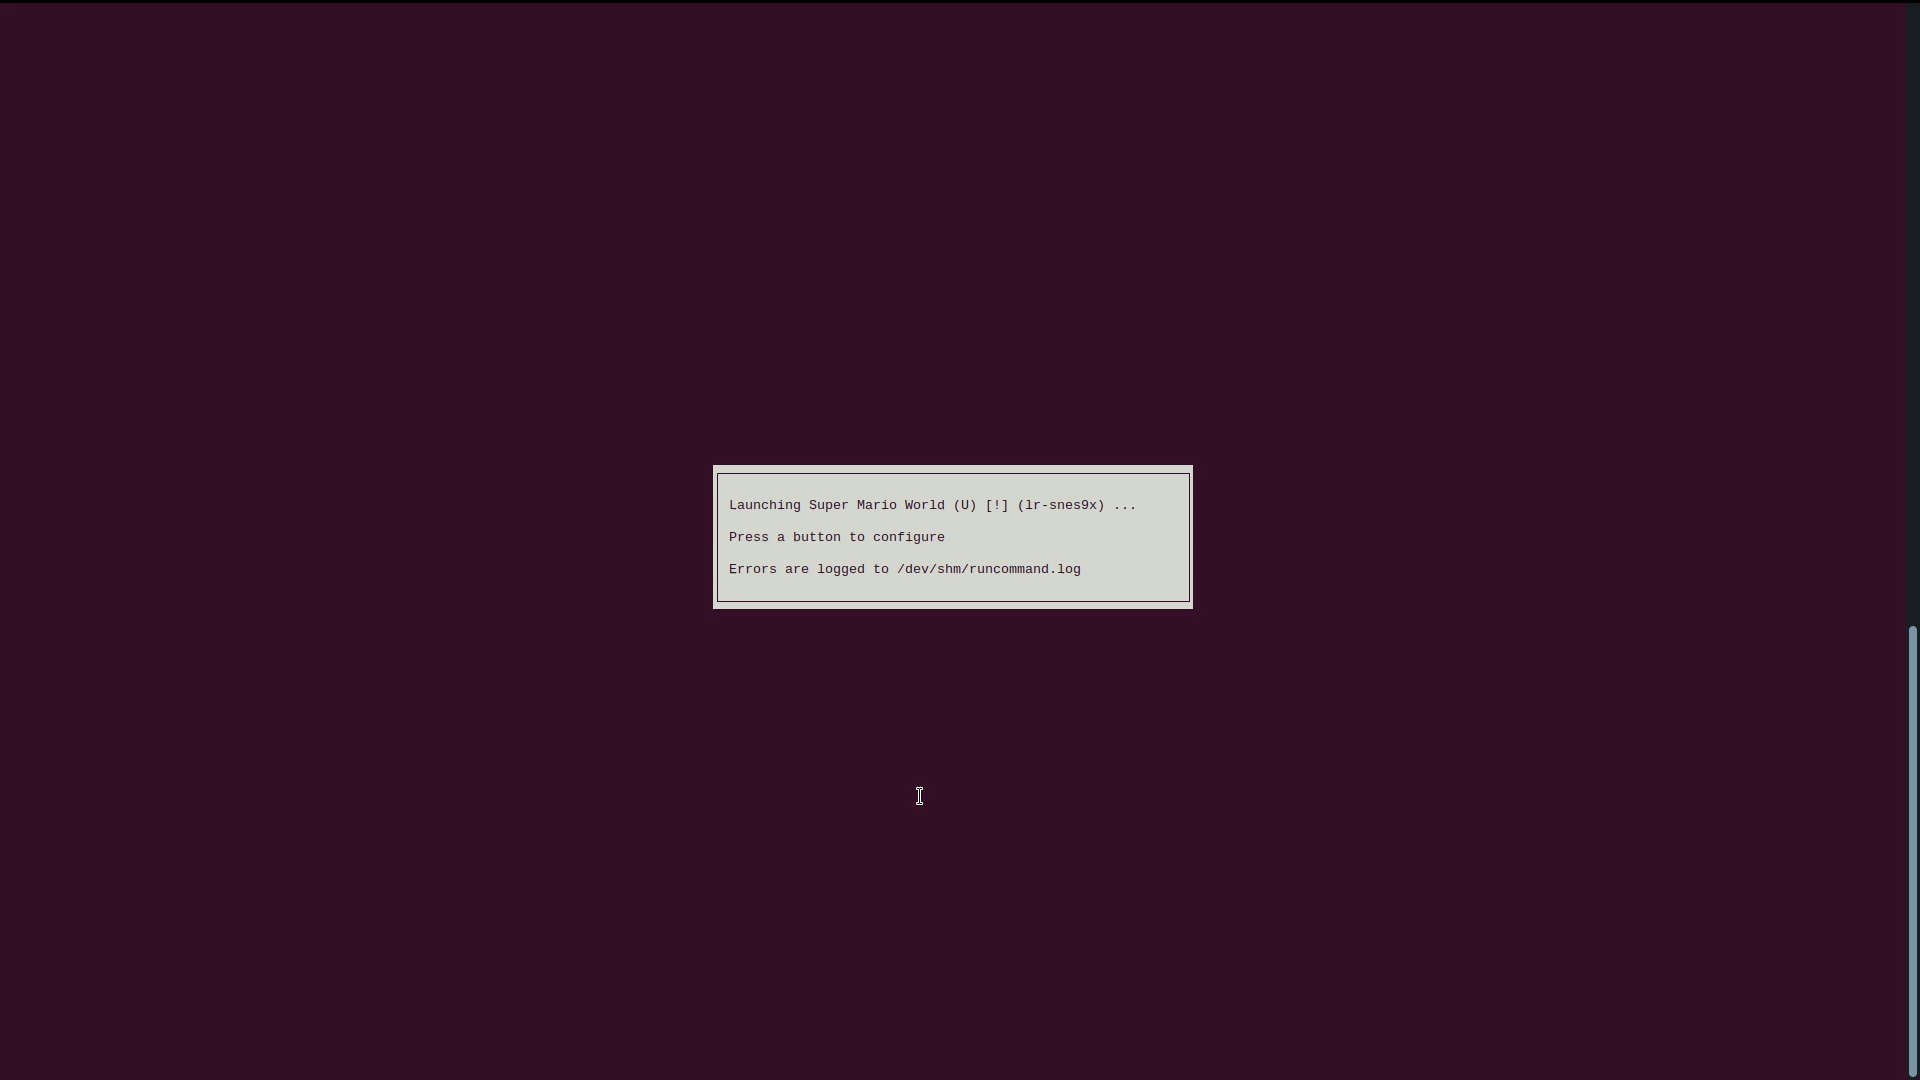 Launching Super Mario World (U) [!] (lr-snes9x) ...
Press a button to configure
Errors are logged to /dev/shm/runcommand.log